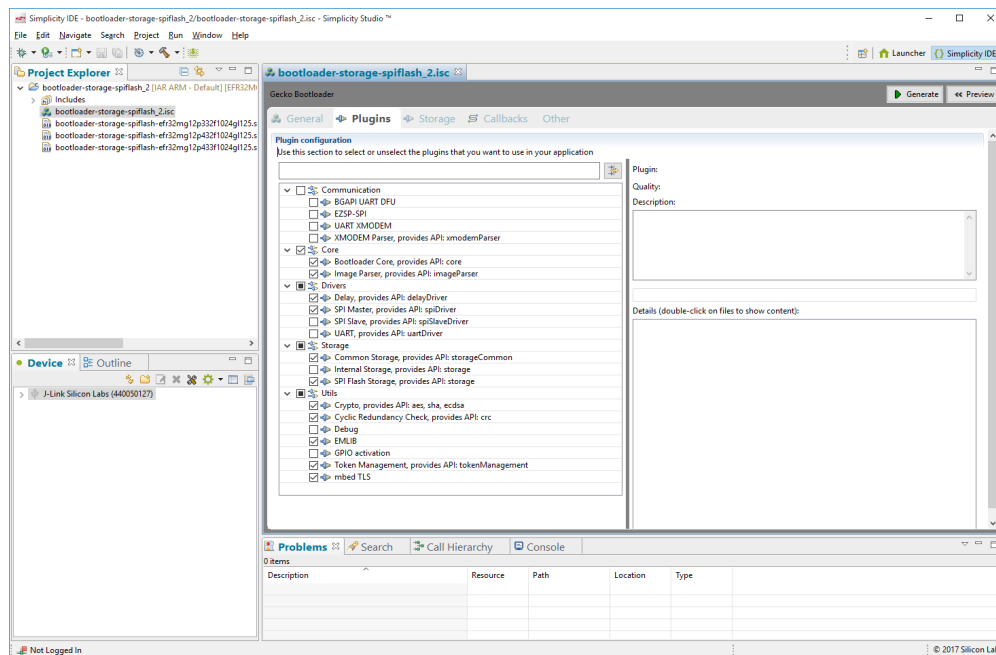 Simplicity IDE - bootloader-storage-spiflash_2/bootloader-storage-spiflash_2.isc - Simplicity Studio ™
File Edit Navigate Search Project Run Window Help
Launcher Simplicity IDE
Project Explorer
bootloader-storage-spiflash_2 [IAR ARM - Default] [EFR32M
Includes
bootloader-storage-spiflash_2.isc
bootloader-storage-spiflash-efr32mg12p332f1024gl125.s
bootloader-storage-spiflash-efr32mg12p432f1024gl125.s
bootloader-storage-spiflash-efr32mg12p433f1024gl125.s
Device Outline
J-Link Silicon Labs (440050127)
bootloader-storage-spiflash_2.isc
Gecko Bootloader
Generate Preview
General Plugins Storage Callbacks Other
Plugin configuration
Use this section to select or unselect the plugins that you want to use in your application
Communication
BGAPI UART DFU
EZSP-SPI
UART XMODEM
XMODEM Parser, provides API: xmodemParser
Core
Bootloader Core, provides API: core
Image Parser, provides API: imageParser
Drivers
Delay, provides API: delayDriver
SPI Master, provides API: spiDriver
SPI Slave, provides API: spiSlaveDriver
UART, provides API: uartDriver
Storage
Common Storage, provides API: storageCommon
Internal Storage, provides API: storage
SPI Flash Storage, provides API: storage
Utils
Crypto, provides API: aes, sha, ecdsa
Cyclic Redundancy Check, provides API: crc
Debug
EMLIB
GPIO activation
Token Management, provides API: tokenManagement
mbed TLS
Plugin:
Quality:
Description:
Details (double-click on files to show content):
Problems Search Call Hierarchy Console
0 items
Description Resource Path Location Type
Not Logged In
© 2017 Silicon Lab